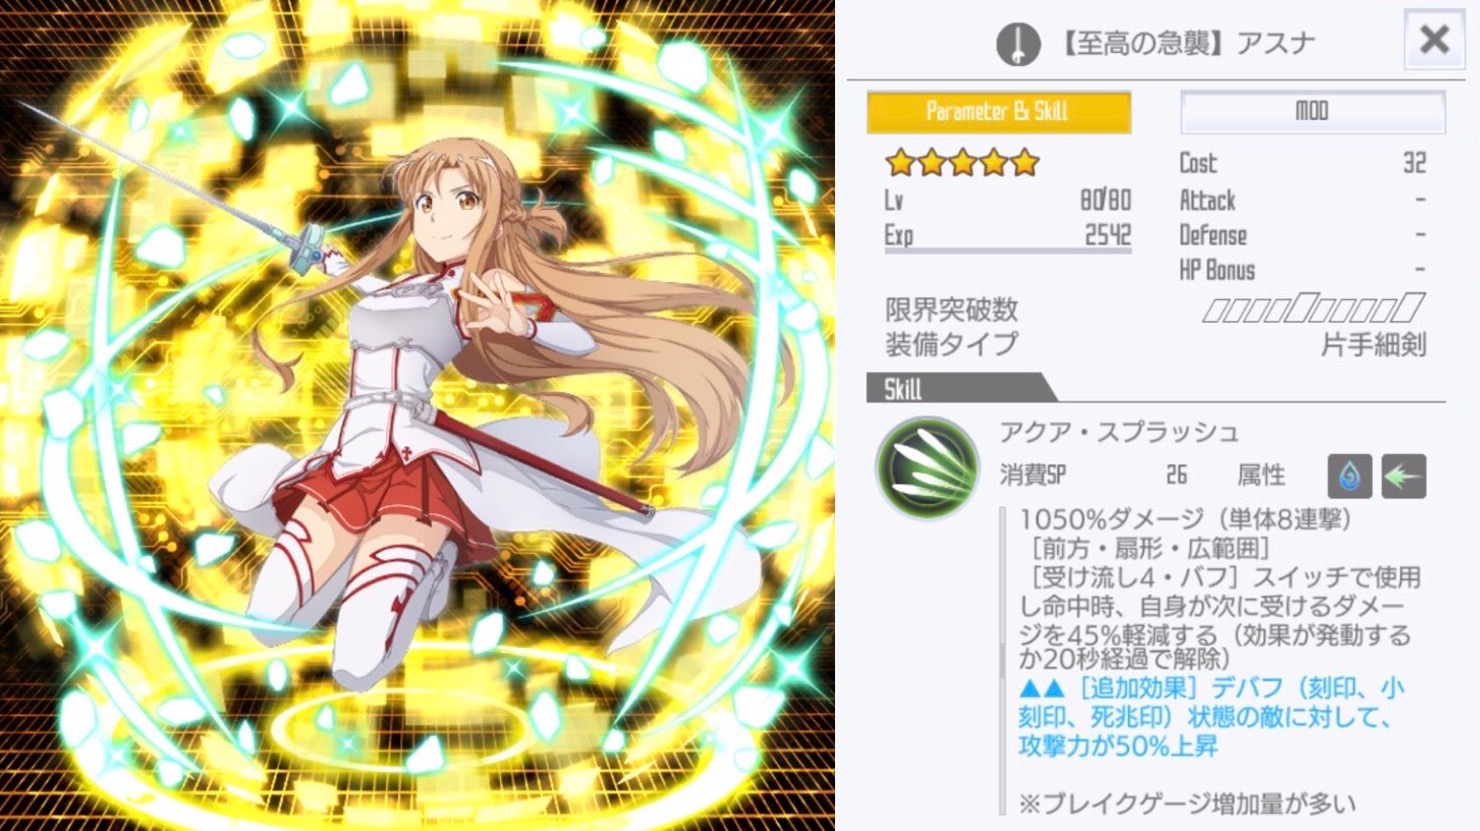 【至高の急襲】アスナ
Parameter & Skill
MOD
Lv 80/80
Exp 2542
Cost 32
Attack -
Defense -
HP Bonus -
限界突破数
装備タイプ 片手細剣
Skill
アクア・スプラッシュ
消費SP 26 属性
1050%ダメージ（単体8連撃）
［前方・扇形・広範囲］
［受け流し4・バフ］スイッチで使用
し命中時、自身が次に受けるダメー
ジを45%軽減する（効果が発動する
か20秒経過で解除）
▲▲［追加効果］デバフ（刻印、小
刻印、死兆印）状態の敵に対して、
攻撃力が50%上昇
※ブレイクゲージ増加量が多い